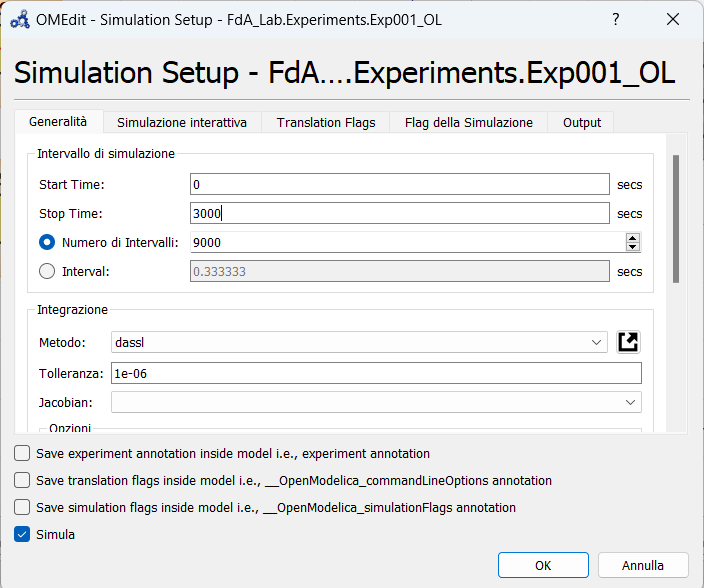 OMEdit - Simulation Setup - FdA_Lab.Experiments.Exp001_OL
Simulation Setup - FdA....Experiments.Exp001_OL
Generalità Simulazione interattiva Translation Flags Flag della Simulazione Output
Intervallo di simulazione
Start Time: 0 secs
Stop Time: 3000 secs
Numero di Intervalli: 9000
Interval: 0.333333 secs
Integrazione
Metodo: dassl
Tolleranza: 1e-06
Jacobian:
Opzioni
Save experiment annotation inside model i.e., experiment annotation
Save translation flags inside model i.e., __OpenModelica_commandLineOptions annotation
Save simulation flags inside model i.e., __OpenModelica_simulationFlags annotation
Simula
OK Annulla